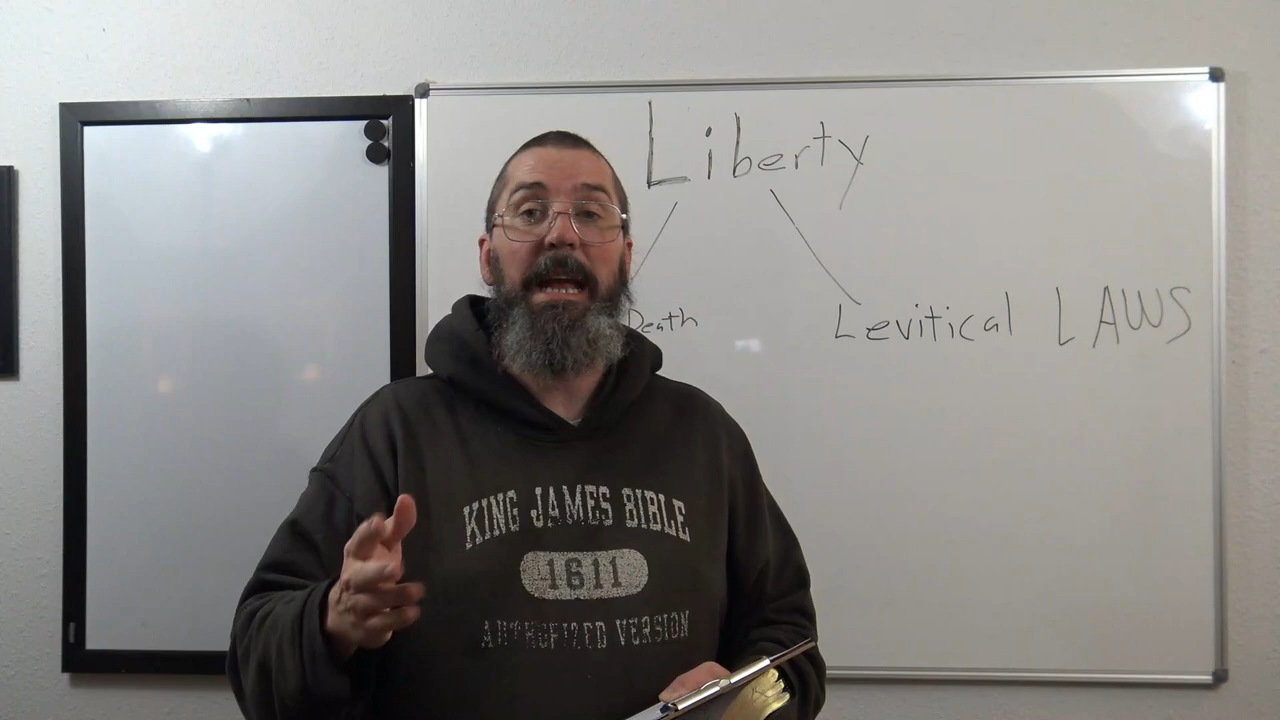 Liberty
Death
Levitical LAWS
KING JAMES BIBLE
1611
AUTHORIZED VERSION